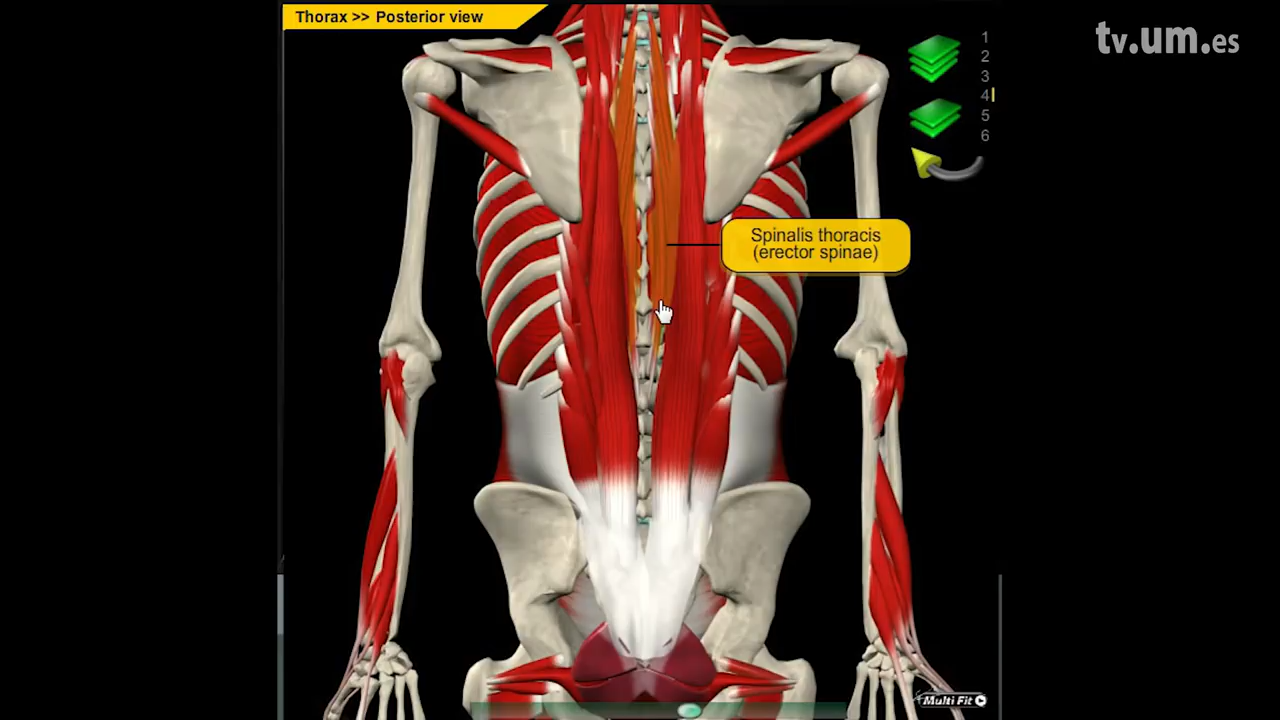 Thorax >> Posterior view
tv.um.es
1
2
3
4
5
6
Spinalis thoracis
(erector spinae)
Multi Fit